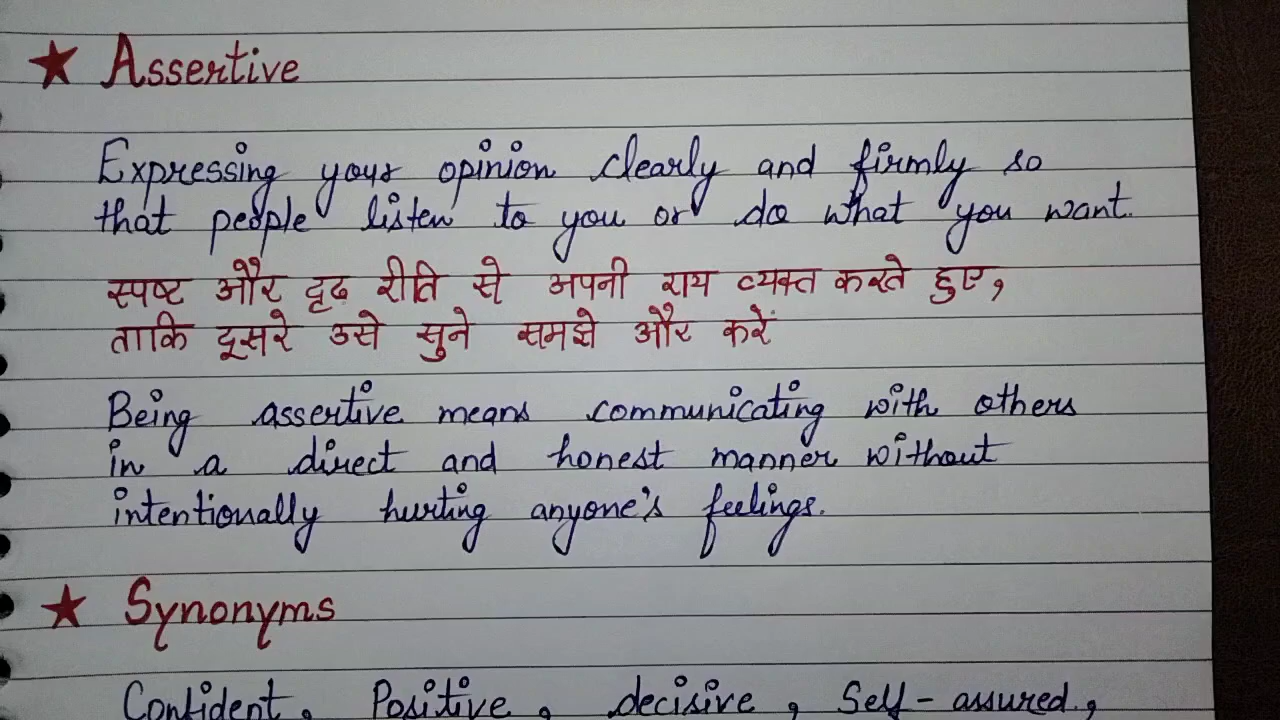 ★ Assertive
Expressing your opinion clearly and firmly so
that people listen to you or do what you want.
स्पष्ट और दृढ रीति से अपनी राय व्यक्त करते हुए,
ताकि दूसरे उसे सुने समझे और करें
Being assertive means communicating with others
in a direct and honest manner without
intentionally hurting anyone's feelings.
★ Synonyms
Confident, Positive, decisive, Self-assured,